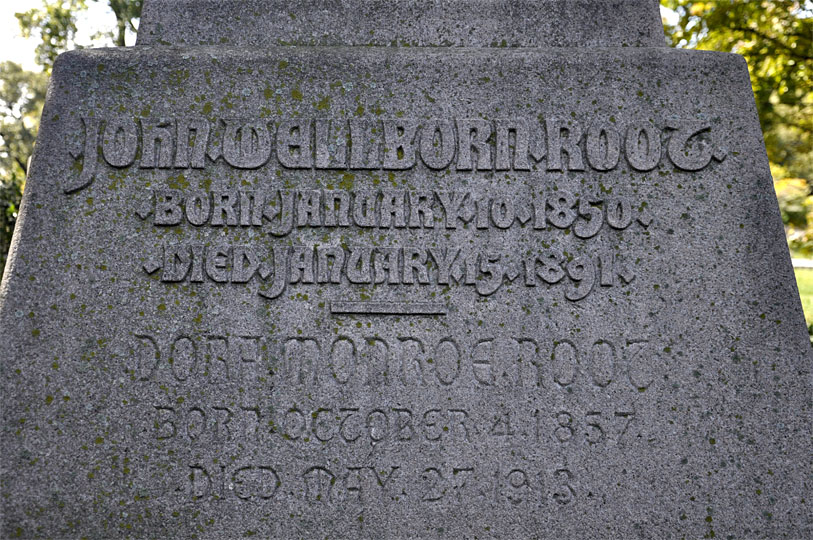 ·JOHN·WELLBORN·ROOT·
·BORN·JANUARY·10·1850·
·DIED·JANUARY·15·1891·
DORA·MONROE·ROOT
BORN·OCTOBER·4·1857·
·DIED·MAY·27·1913·